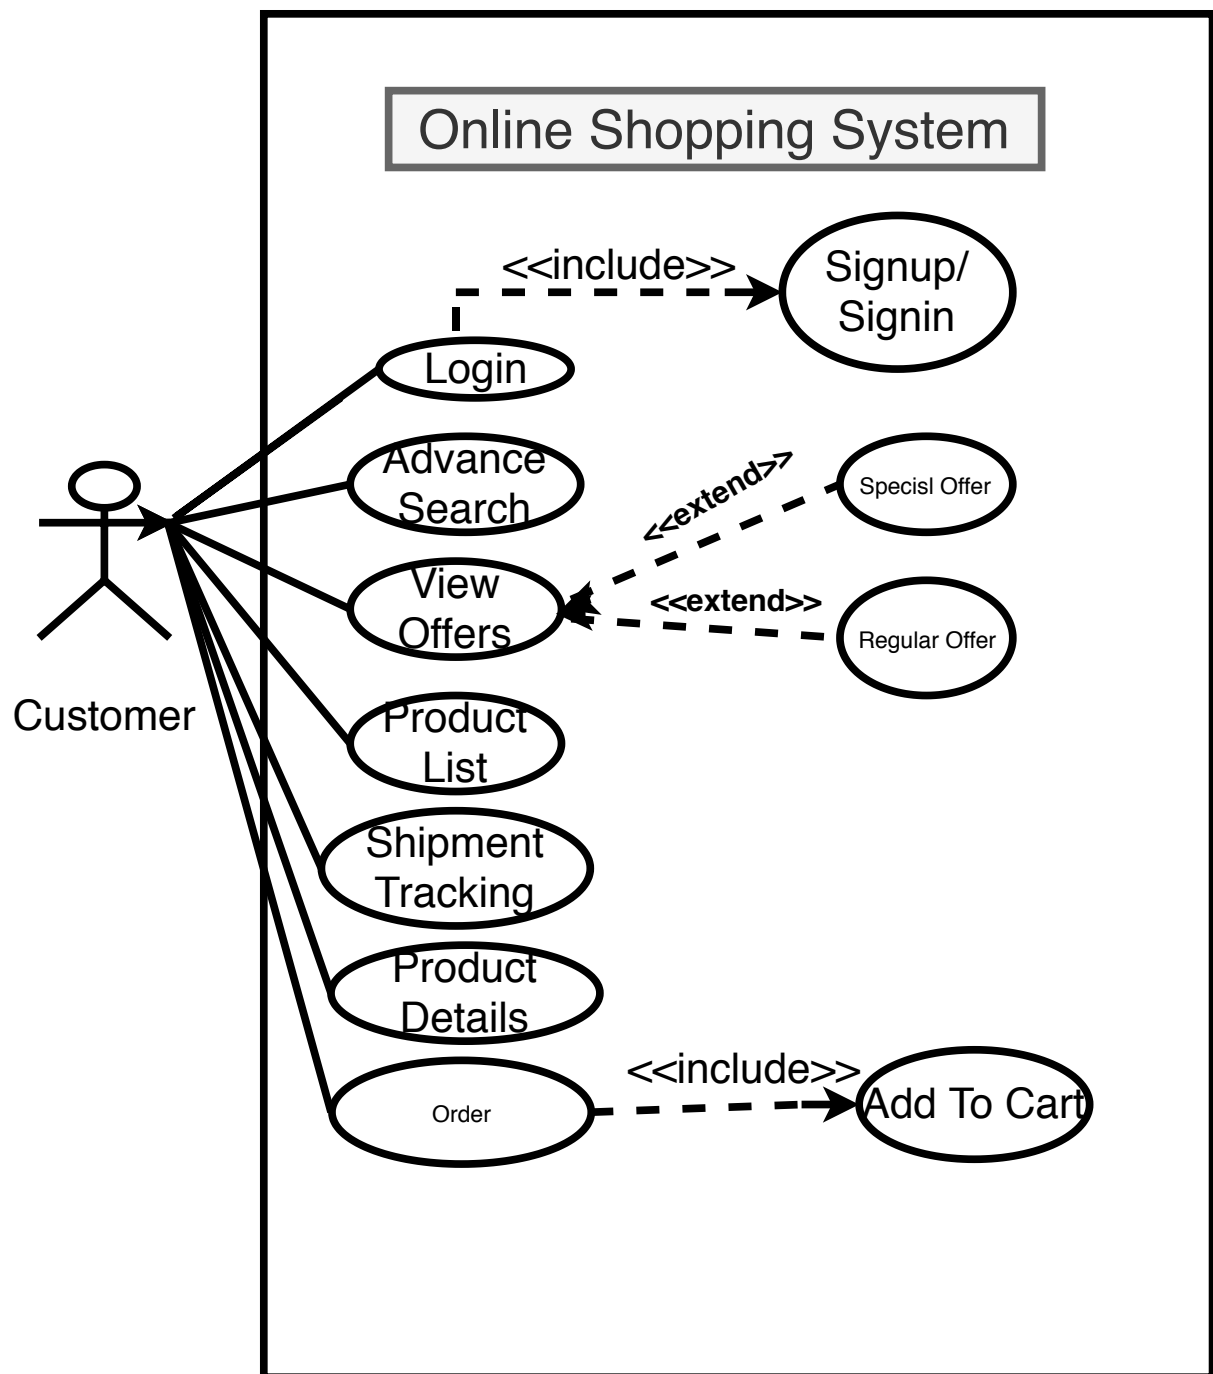 Online Shopping System
<<include>>
Signup/
Signin
Login
Advance
Search
<<extend>>
Specisl Offer
View
Offers
<<extend>>
Regular Offer
Customer
Product
List
Shipment
Tracking
Product
Details
Order
<<include>>
Add To Cart